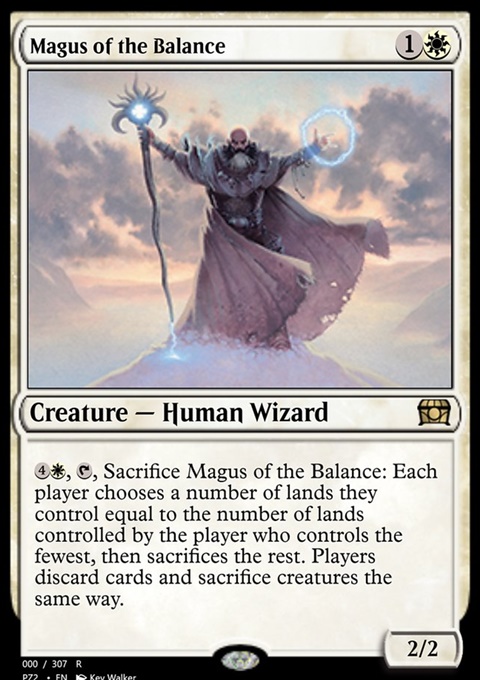 Magus of the Balance 1
Creature — Human Wizard
4, , Sacrifice Magus of the Balance: Each
player chooses a number of lands they
control equal to the number of lands
controlled by the player who controls the
fewest, then sacrifices the rest. Players
discard cards and sacrifice creatures the
same way.
2/2
000 / 307 R
PZ2 • EN Kev Walker